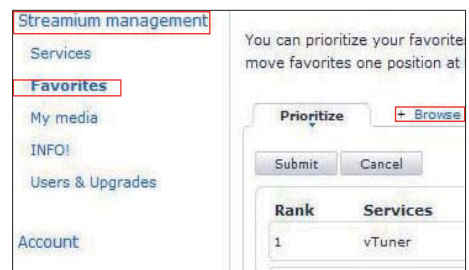 Streamium management
Services
Favorites
My media
INFO!
Users & Upgrades
Account
You can prioritize your favorite
move favorites one position at
Prioritize
+ Browse
Submit Cancel
Rank Services
1 vTuner